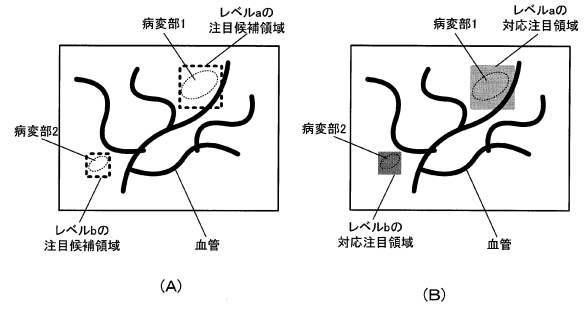 病変部1
レベルaの
注目候補領域
病変部2
レベルbの
注目候補領域
血管
(A)
病変部1
レベルaの
対応注目領域
病変部2
レベルbの
対応注目領域
血管
(B)